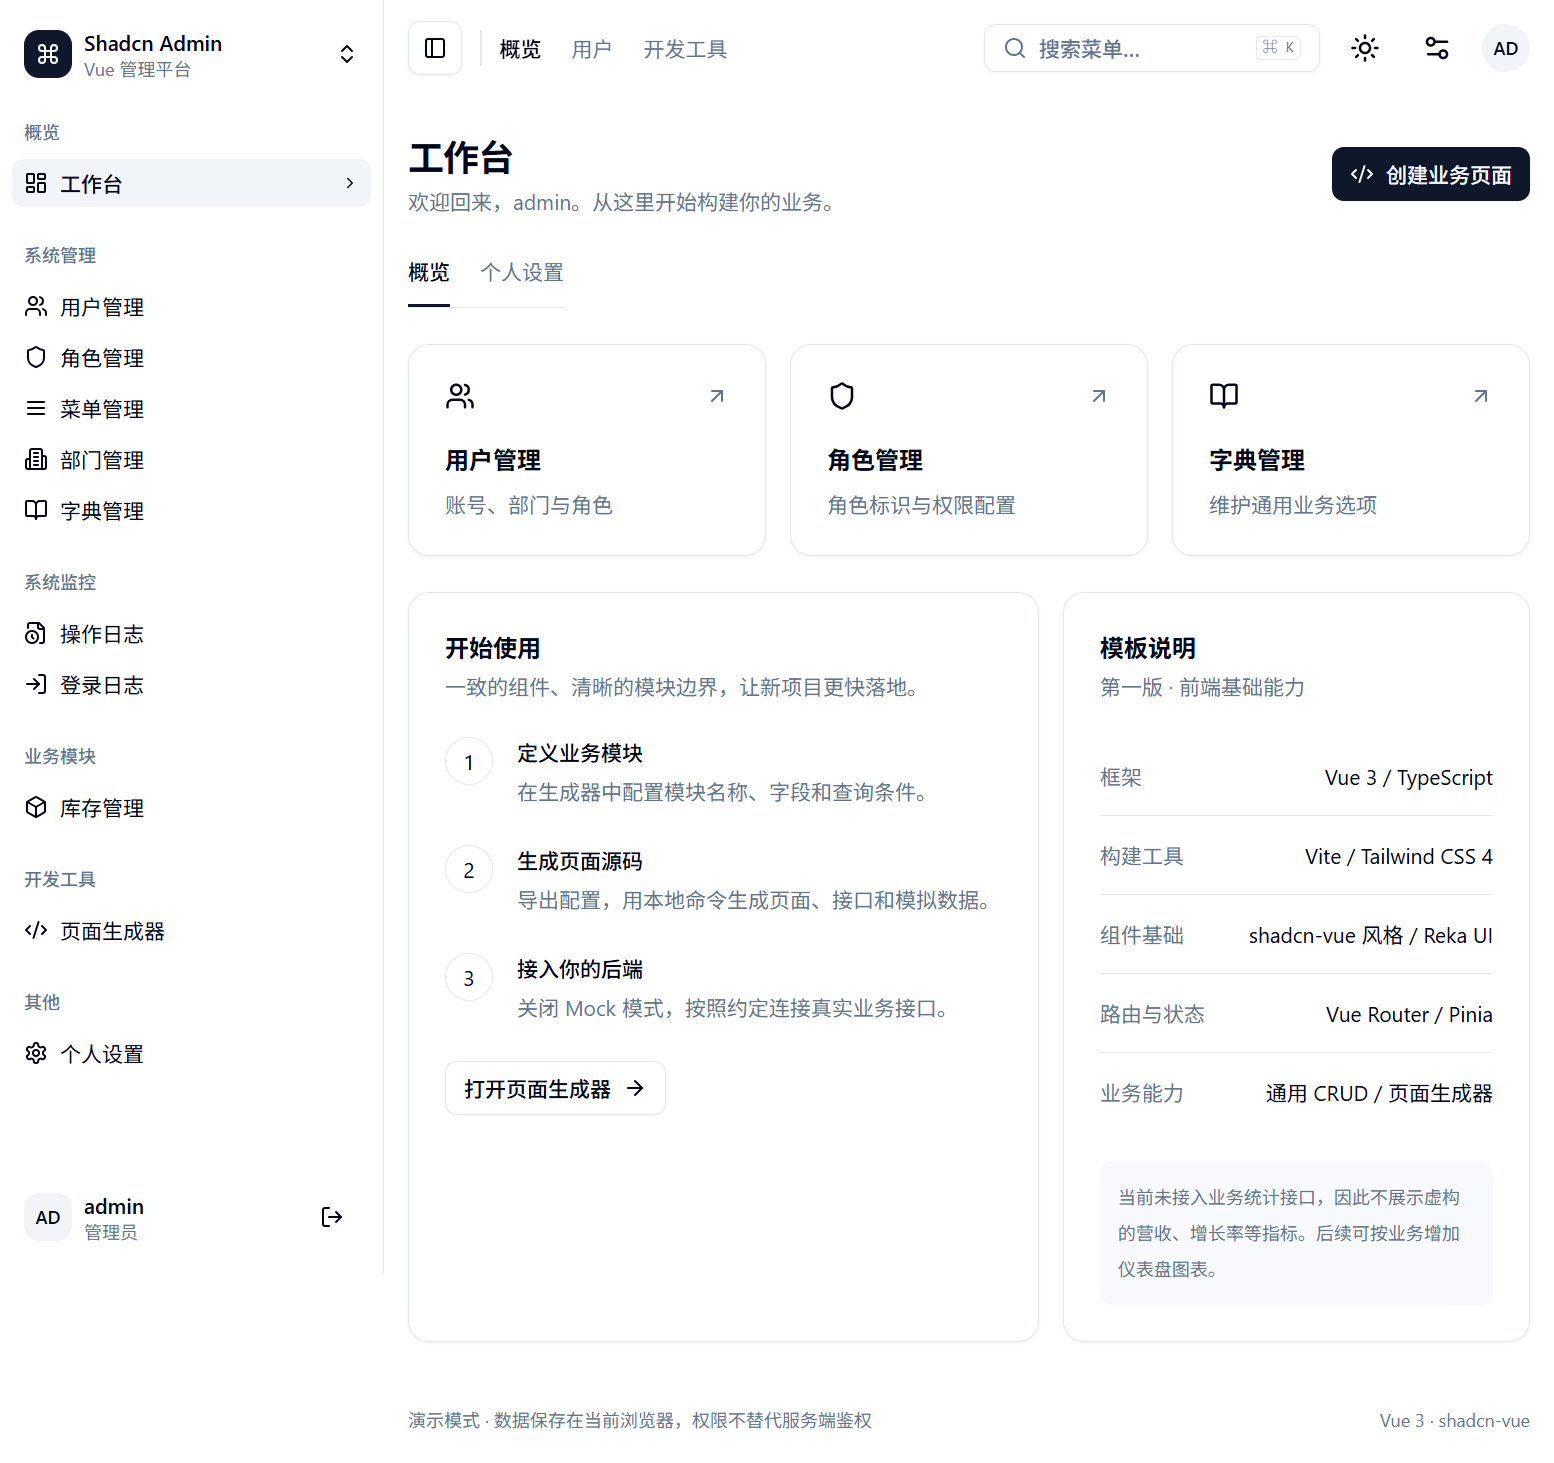 Shadcn Admin
Vue 管理平台
概览
工作台
系统管理
用户管理
角色管理
菜单管理
部门管理
字典管理
系统监控
操作日志
登录日志
业务模块
库存管理
开发工具
页面生成器
其他
个人设置
AD
admin
管理员
概览 用户 开发工具
搜索菜单...
⌘ K
AD
工作台
欢迎回来，admin。从这里开始构建你的业务。
创建业务页面
概览 个人设置
用户管理
账号、部门与角色
角色管理
角色标识与权限配置
字典管理
维护通用业务选项
开始使用
一致的组件、清晰的模块边界，让新项目更快落地。
1
定义业务模块
在生成器中配置模块名称、字段和查询条件。
2
生成页面源码
导出配置，用本地命令生成页面、接口和模拟数据。
3
接入你的后端
关闭 Mock 模式，按照约定连接真实业务接口。
打开页面生成器
模板说明
第一版 · 前端基础能力
框架 Vue 3 / TypeScript
构建工具 Vite / Tailwind CSS 4
组件基础 shadcn-vue 风格 / Reka UI
路由与状态 Vue Router / Pinia
业务能力 通用 CRUD / 页面生成器
当前未接入业务统计接口，因此不展示虚构
的营收、增长率等指标。后续可按业务增加
仪表盘图表。
演示模式 · 数据保存在当前浏览器，权限不替代服务端鉴权
Vue 3 · shadcn-vue